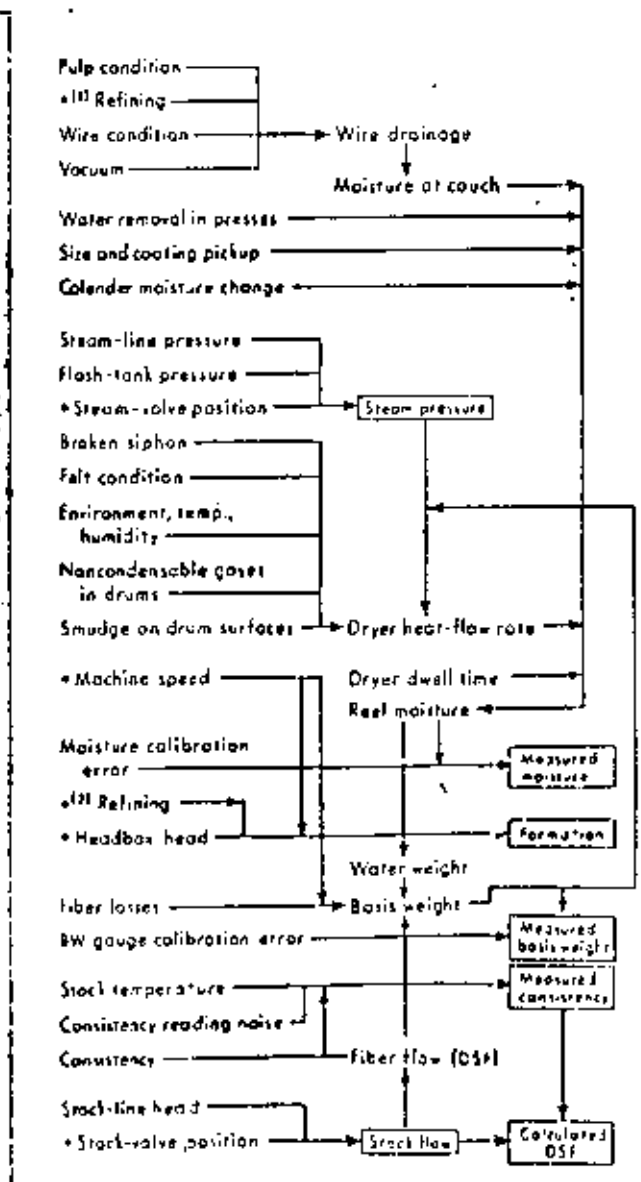 Pulp condition
*(1) Refining
Wire condition
Wire drainage
Vacuum
Moisture at couch
Water removal in presses
Size and coating pickup
Calender moisture change
Steam-line pressure
Flash-tank pressure
*Steam-valve position
Steam pressure
Broken siphon
Felt condition
Environment, temp.,
humidity
Noncondensable gases
in drums
Smudge on drum surfaces
Dryer heat-flow rate
*Machine speed
Dryer dwell time
Reel moisture
Moisture calibration
error
Measured
moisture
*(2) Refining
*Headbox head
Formation
Water weight
Fiber losses
Basis weight
BW gauge calibration error
Measured
basis weight
Stock temperature
Measured
consistency
Consistency reading noise
Consistency
Fiber flow (DSF)
Stock-line head
*Stock-valve position
Stock flow
Calculated
DSF